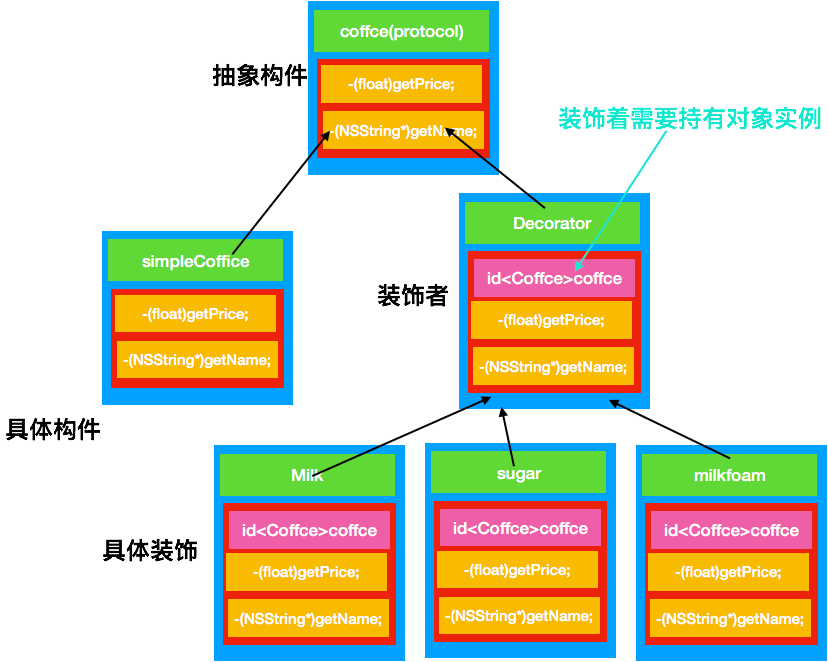 coffce(protocol)
抽象构件
-(float)getPrice;
-(NSString*)getName;
装饰着需要持有对象实例
simpleCoffice
-(float)getPrice;
-(NSString*)getName;
具体构件
Decorator
装饰者
id<Coffce>coffce
-(float)getPrice;
-(NSString*)getName;
具体装饰
Milk
id<Coffce>coffce
-(float)getPrice;
-(NSString*)getName;
sugar
id<Coffce>coffce
-(float)getPrice;
-(NSString*)getName;
milkfoam
id<Coffce>coffce
-(float)getPrice;
-(NSString*)getName;